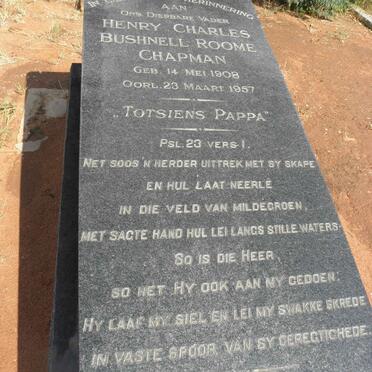 HERINNERING
AAN
ONS DIERBARE VADER
HENRY CHARLES
BUSHNELL ROOME
CHAPMAN
GEB. 14 MEI 1908
OORL. 23 MAART 1957
„TOTSIENS PAPPA"
PSL. 23 VERS 1.
NET SOOS 'N HERDER UITTREK MET SY SKAPE
EN HUL LAAT NEERLÊ
IN DIE VELD VAN MILDEGROEN,
MET SAGTE HAND HUL LEI LANGS STILLE WATERS
SO IS DIE HEER,
SO HET HY OOK AAN MY GEDOEN:
HY LAAF MY SIEL EN LEI MY SWAKKE SKREDE
IN VASTE SPOOR VAN SY GEREGTIGHEDE.